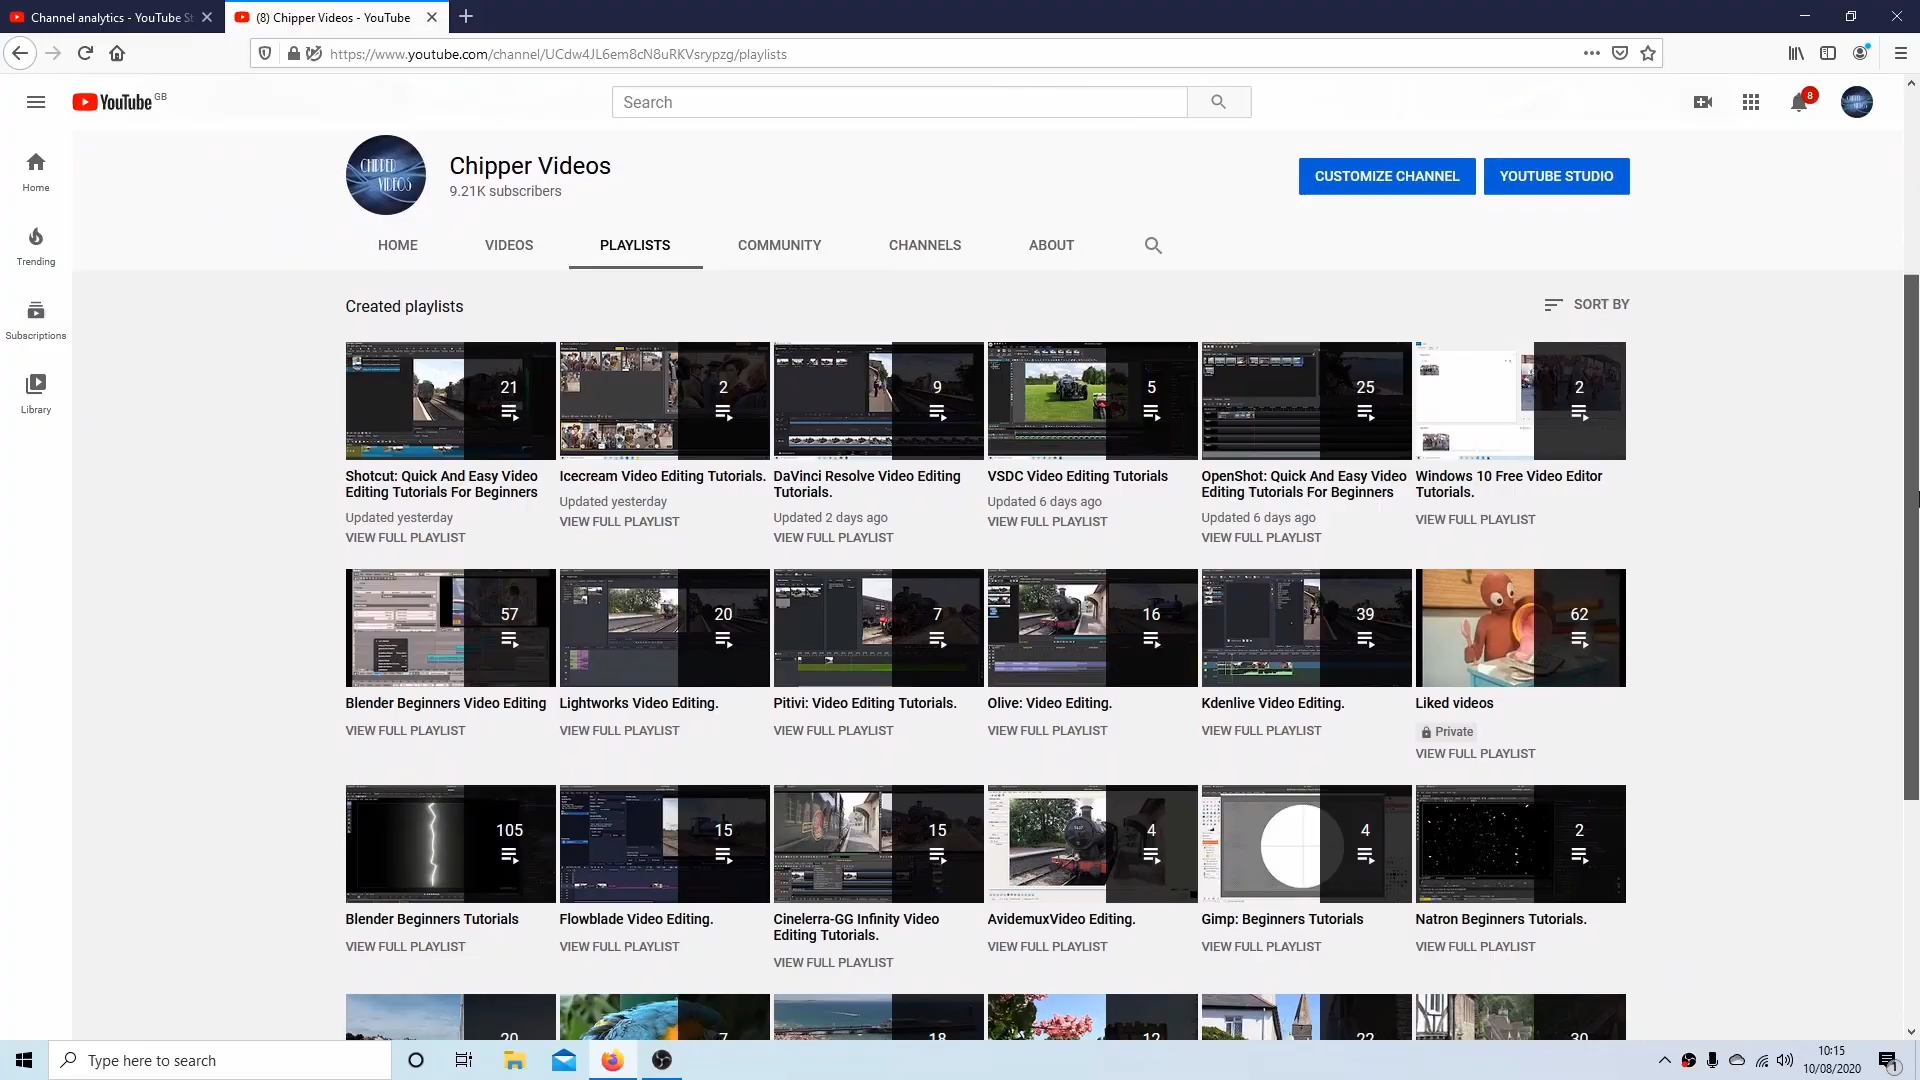 Channel analytics - YouTube St
(8) Chipper Videos - YouTube
https://www.youtube.com/channel/UCdw4JL6em8cN8uRKVsrypzg/playlists
YouTube GB
Search
8
Home
Trending
Subscriptions
Library
CHIPPER VIDEOS
Chipper Videos
9.21K subscribers
CUSTOMIZE CHANNEL
YOUTUBE STUDIO
HOME
VIDEOS
PLAYLISTS
COMMUNITY
CHANNELS
ABOUT
Created playlists
SORT BY
21
2
9
5
25
2
Shotcut: Quick And Easy Video
Editing Tutorials For Beginners
Updated yesterday
VIEW FULL PLAYLIST
Icecream Video Editing Tutorials.
Updated yesterday
VIEW FULL PLAYLIST
DaVinci Resolve Video Editing
Tutorials.
Updated 2 days ago
VIEW FULL PLAYLIST
VSDC Video Editing Tutorials
Updated 6 days ago
VIEW FULL PLAYLIST
OpenShot: Quick And Easy Video
Editing Tutorials For Beginners
Updated 6 days ago
VIEW FULL PLAYLIST
Windows 10 Free Video Editor
Tutorials.
VIEW FULL PLAYLIST
57
20
7
16
39
62
Blender Beginners Video Editing
VIEW FULL PLAYLIST
Lightworks Video Editing.
VIEW FULL PLAYLIST
Pitivi: Video Editing Tutorials.
VIEW FULL PLAYLIST
Olive: Video Editing.
VIEW FULL PLAYLIST
Kdenlive Video Editing.
VIEW FULL PLAYLIST
Liked videos
Private
VIEW FULL PLAYLIST
105
15
15
4
4
2
Blender Beginners Tutorials
VIEW FULL PLAYLIST
Flowblade Video Editing.
VIEW FULL PLAYLIST
Cinelerra-GG Infinity Video
Editing Tutorials.
VIEW FULL PLAYLIST
AvidemuxVideo Editing.
VIEW FULL PLAYLIST
Gimp: Beginners Tutorials
VIEW FULL PLAYLIST
Natron Beginners Tutorials.
VIEW FULL PLAYLIST
20
7
18
12
22
30
Type here to search
10:15
10/08/2020
1